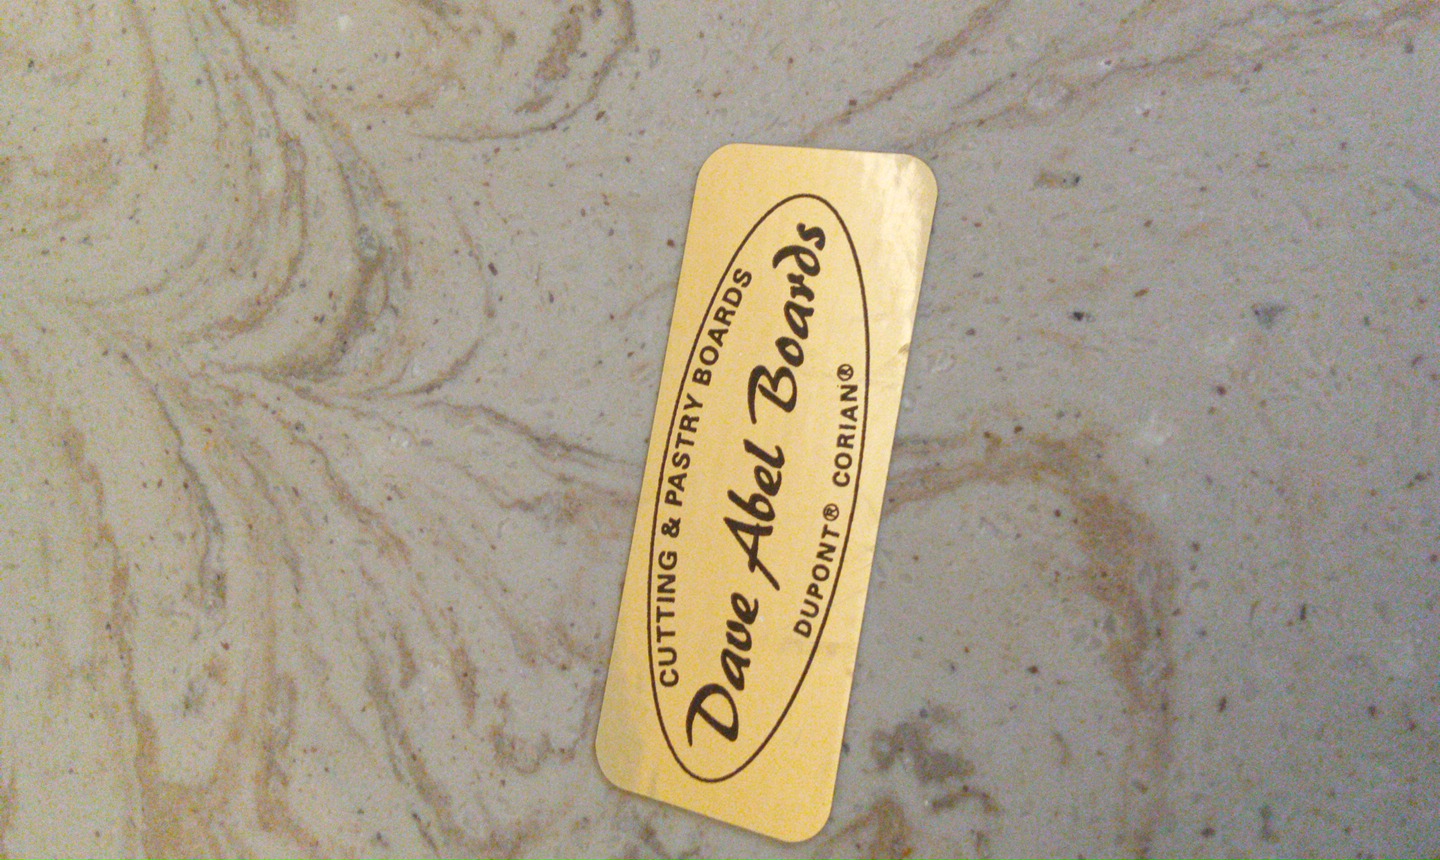 CUTTING & PASTRY BOARDS
Dave Abel Boards
DUPONT® CORIAN®